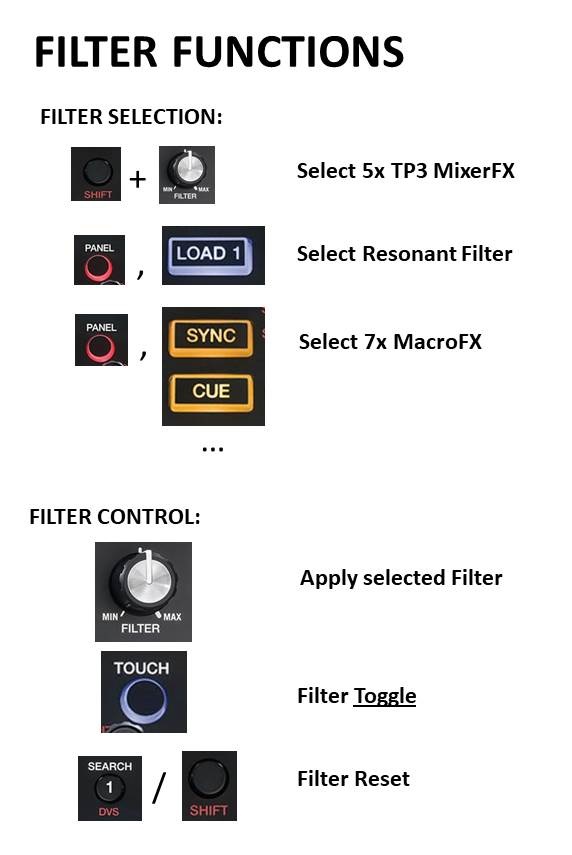 FILTER FUNCTIONS
FILTER SELECTION:
SHIFT + MIN MAX FILTER Select 5x TP3 MixerFX
PANEL , LOAD 1 Select Resonant Filter
PANEL , SYNC Select 7x MacroFX
CUE
...
FILTER CONTROL:
MIN MAX
FILTER
Apply selected Filter
TOUCH
Filter Toggle
SEARCH
1
DVS
/
SHIFT
Filter Reset